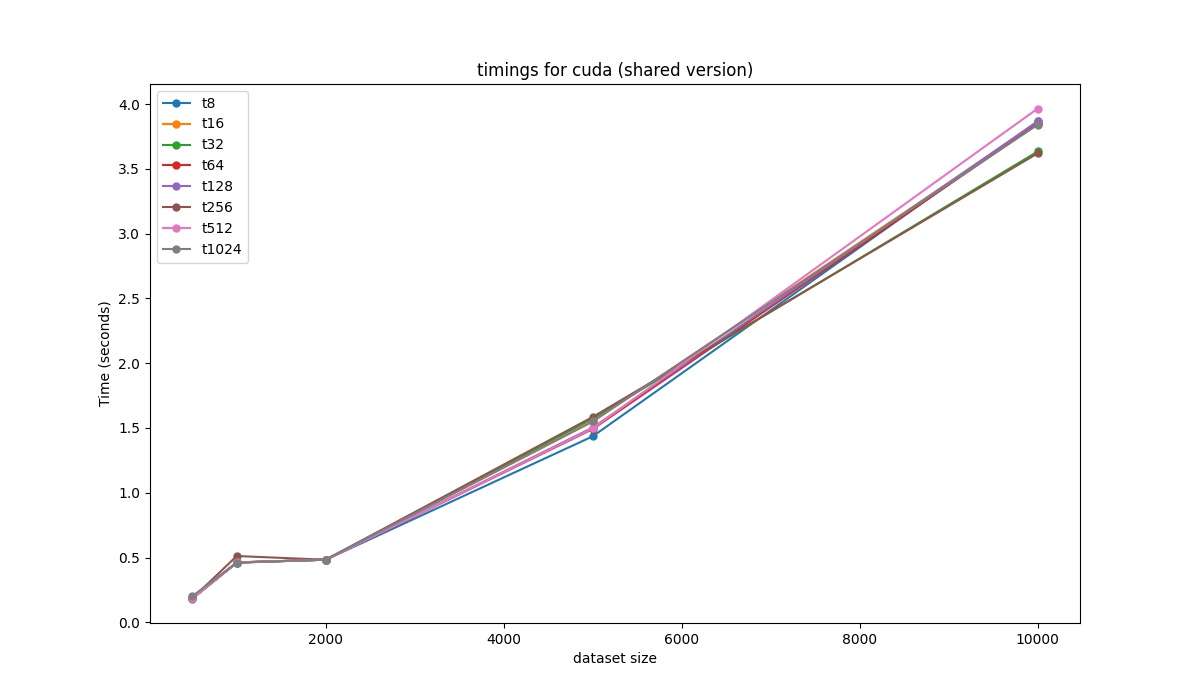 timings for cuda (shared version)
t8
t16
t32
t64
t128
t256
t512
t1024
4.0
3.5
3.0
2.5
2.0
1.5
1.0
0.5
0.0
Time (seconds)
2000 4000 6000 8000 10000
dataset size